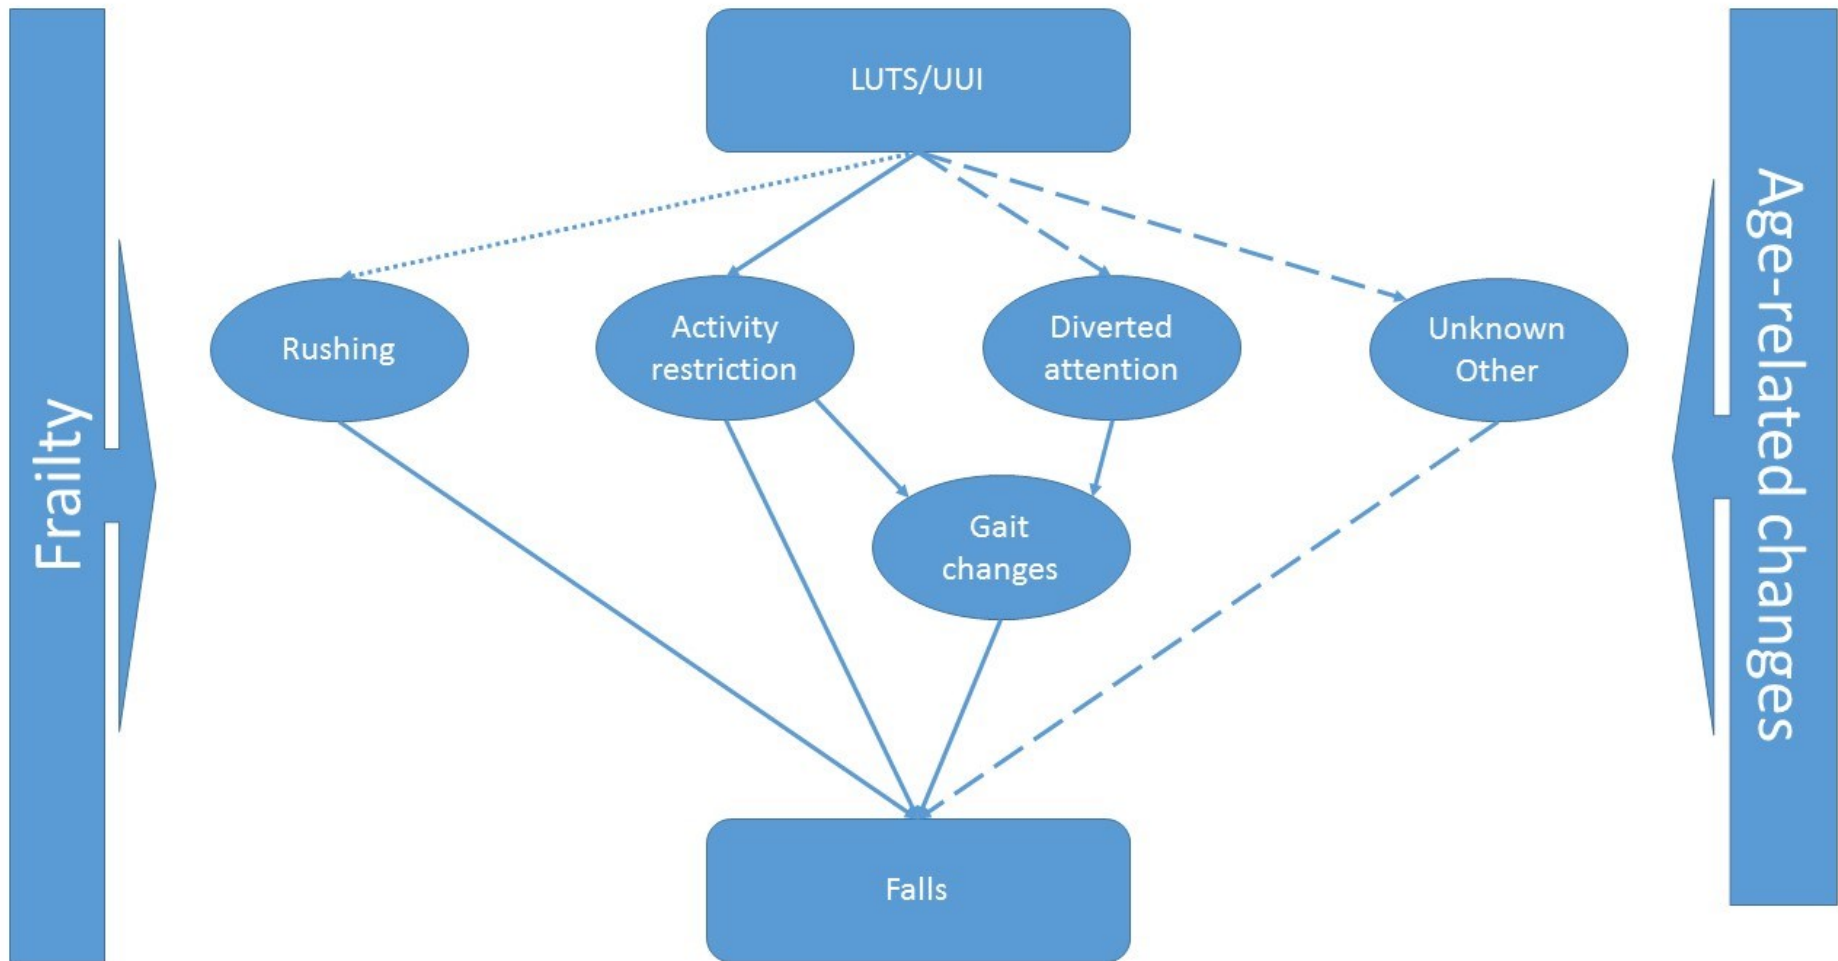 LUTS/UUI
Frailty
Age-related changes
Rushing
Activity
restriction
Diverted
attention
Unknown
Other
Gait
changes
Falls